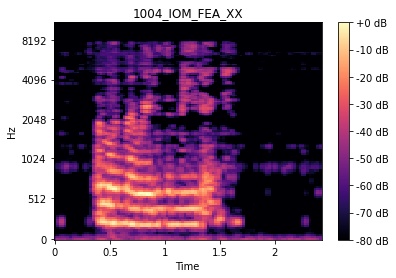 1004_IOM_FEA_XX
+0 dB
8192
-10 dB
4096
-20 dB
-30 dB
2048
Hz
-40 dB
1024
-50 dB
512
-60 dB
-70 dB
0
-80 dB
0 0.5 1 1.5 2
Time